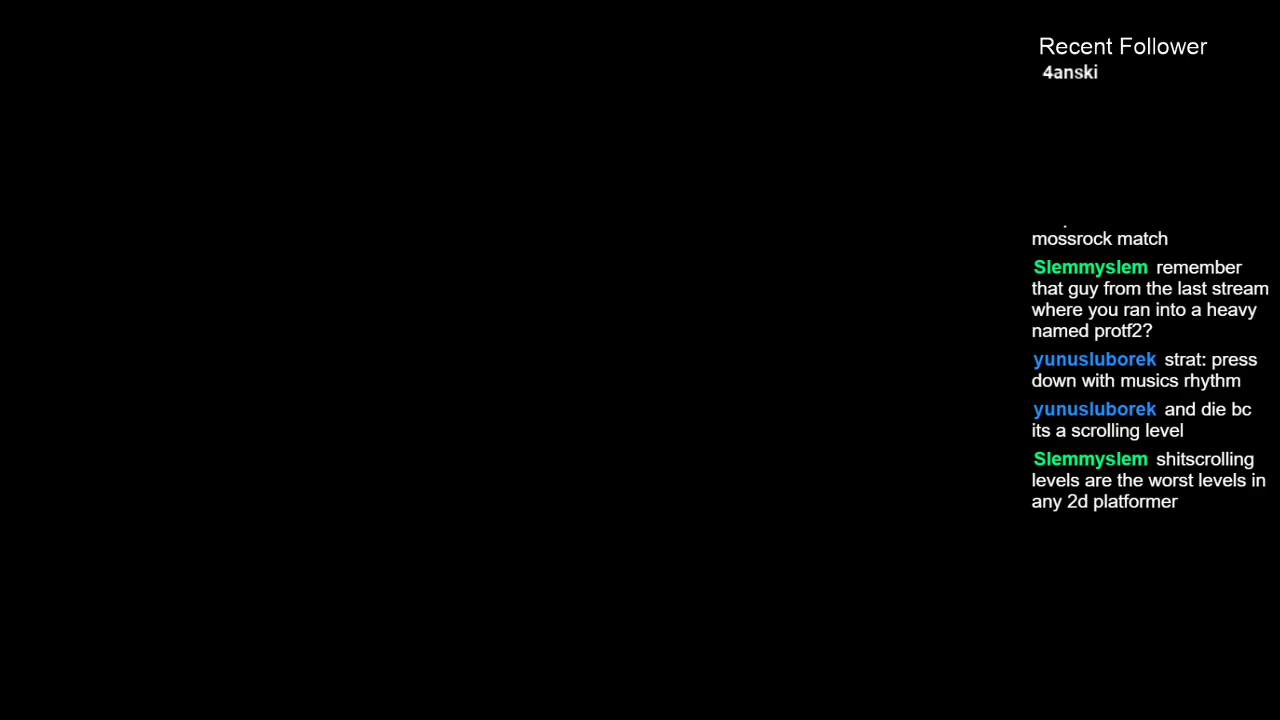 Recent Follower
4anski
mossrock match
Slemmyslem remember
that guy from the last stream
where you ran into a heavy
named protf2?
yunusluborek strat: press
down with musics rhythm
yunusluborek and die bc
its a scrolling level
Slemmyslem shitscrolling
levels are the worst levels in
any 2d platformer